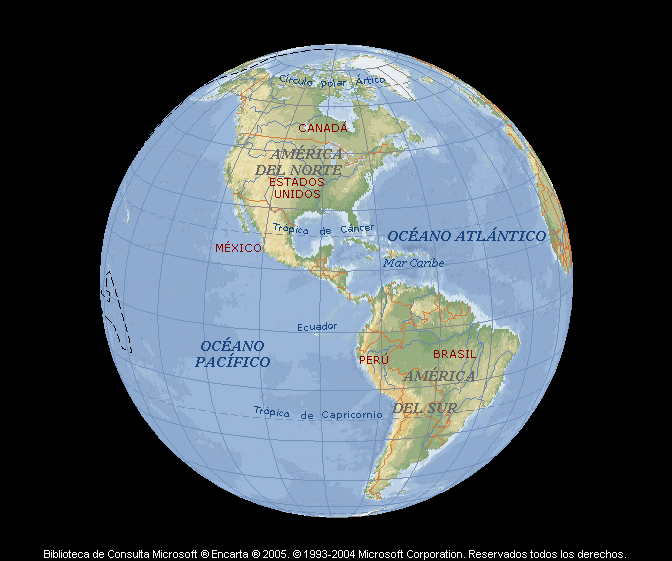 Círculo polar Ártico
CANADÁ
AMÉRICA
DEL NORTE
ESTADOS
UNIDOS
Trópico de Cáncer
OCÉANO ATLÁNTICO
MÉXICO
Mar Caribe
Ecuador
OCÉANO
PACÍFICO
PERÚ
BRASIL
AMÉRICA
DEL SUR
Trópico de Capricornio
Biblioteca de Consulta Microsoft ® Encarta ® 2005. © 1993-2004 Microsoft Corporation. Reservados todos los derechos.